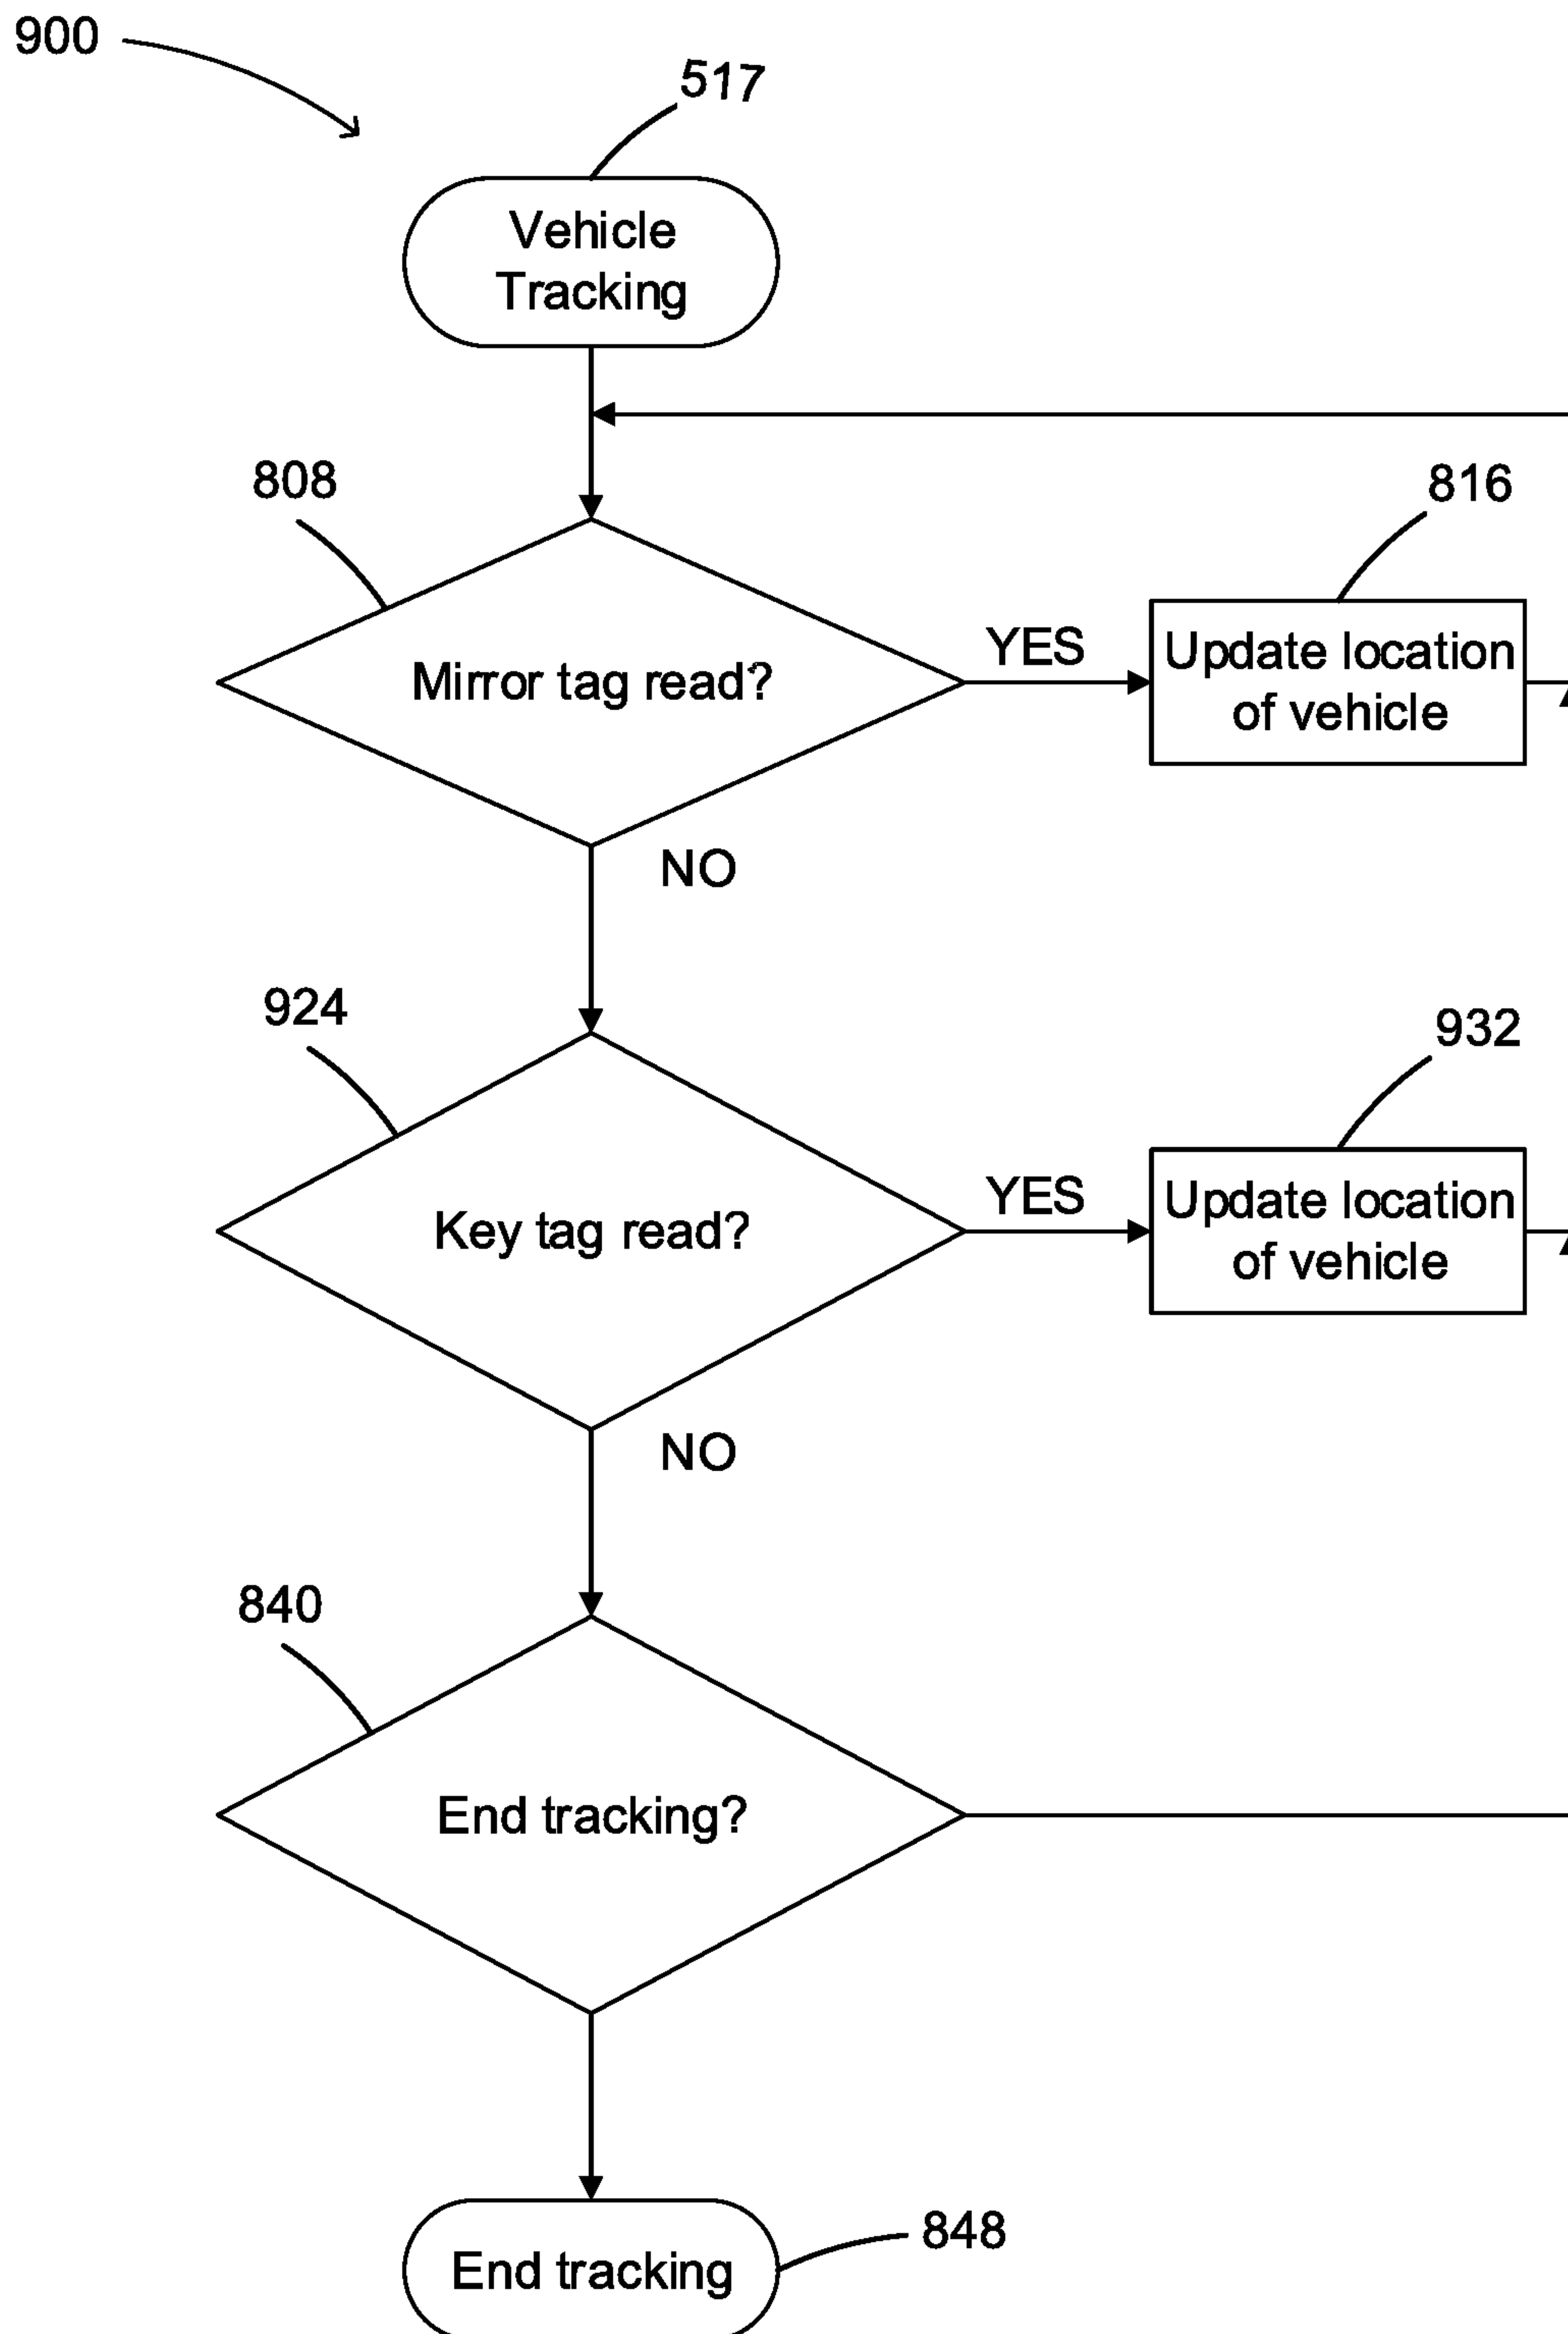 900
517
Vehicle
Tracking
808
816
Mirror tag read?
YES
Update location
of vehicle
NO
924
932
Key tag read?
YES
Update location
of vehicle
NO
840
End tracking?
848
End tracking